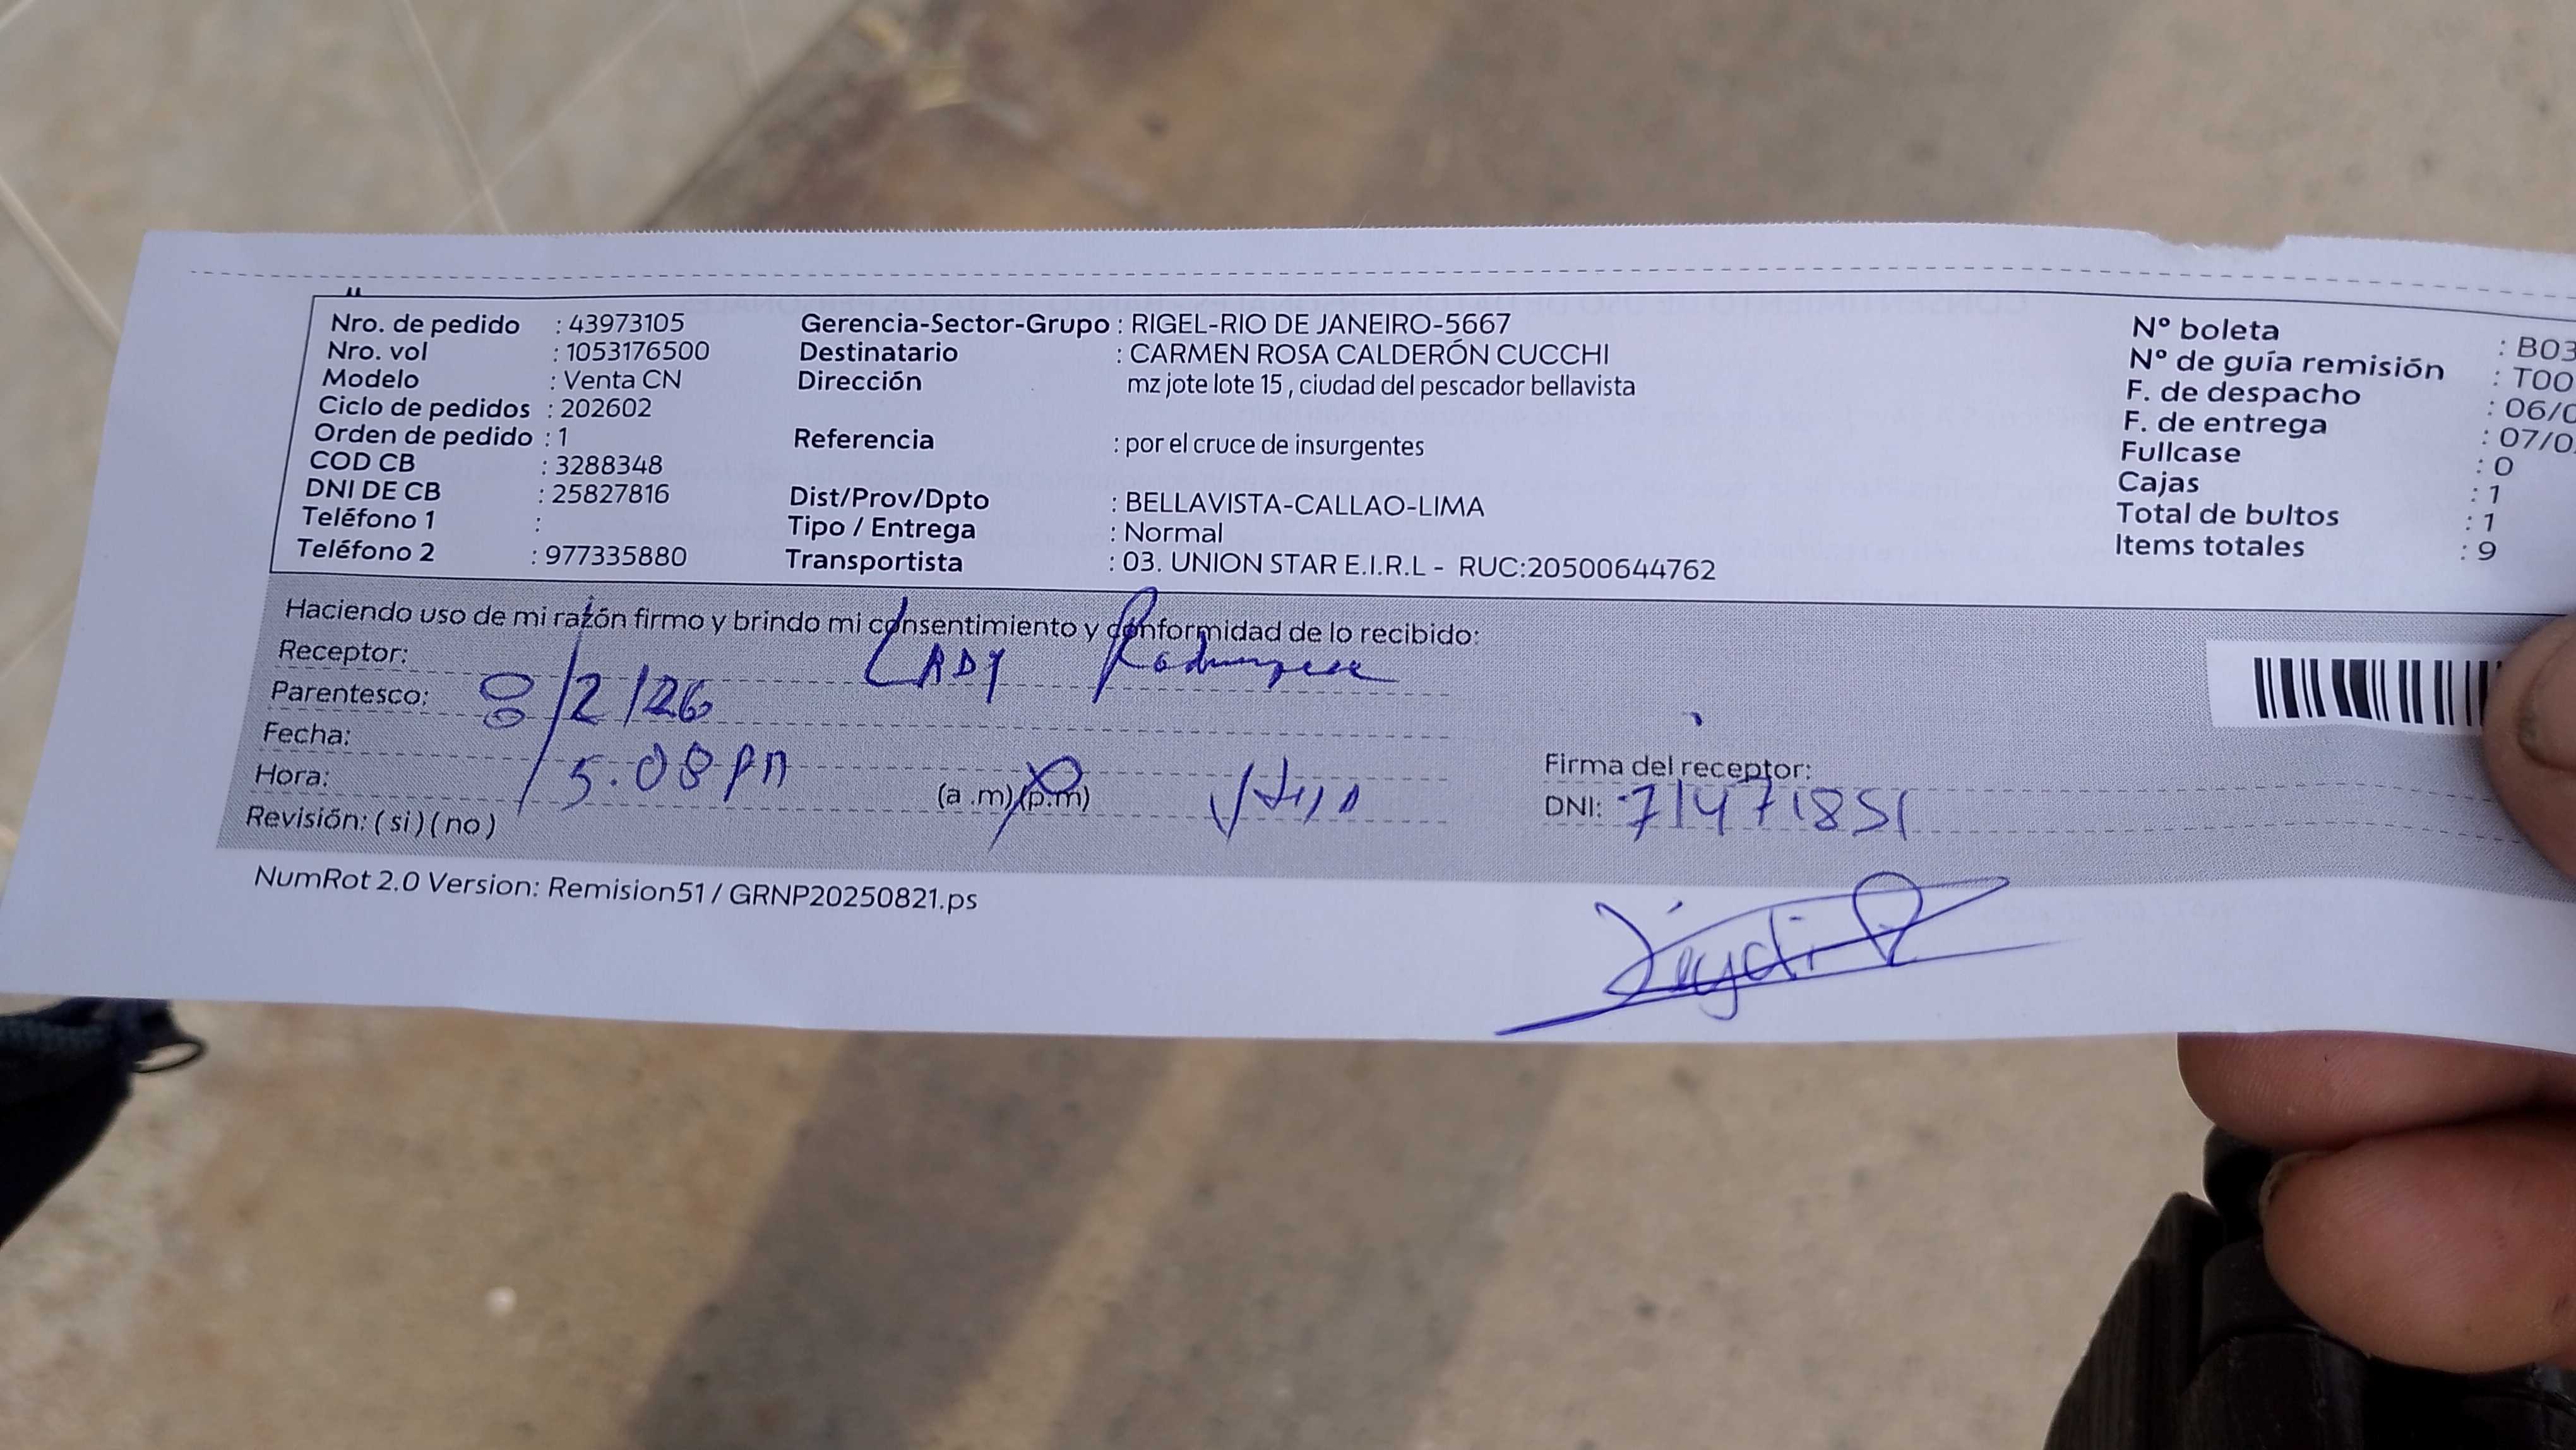 Nro. de pedido : 43973105
Nro. vol : 1053176500
Modelo : Venta CN
Ciclo de pedidos : 202602
Orden de pedido : 1
COD CB : 3288348
DNI DE CB : 25827816
Teléfono 1 :
Teléfono 2 : 977335880
Gerencia-Sector-Grupo : RIGEL-RIO DE JANEIRO-5667
Destinatario : CARMEN ROSA CALDERÓN CUCCHI
Dirección mz jote lote 15 , ciudad del pescador bellavista
Referencia : por el cruce de insurgentes
Dist/Prov/Dpto : BELLAVISTA-CALLAO-LIMA
Tipo / Entrega : Normal
Transportista : 03. UNION STAR E.I.R.L - RUC:20500644762
Nº boleta : B03
Nº de guía remisión : T00
F. de despacho : 06/0
F. de entrega : 07/0
Fullcase : 0
Cajas : 1
Total de bultos : 1
Items totales : 9
Haciendo uso de mi razón firmo y brindo mi consentimiento y conformidad de lo recibido:
Receptor: LADY
Parentesco: 8/2/26
Fecha:
Hora: 5.08 pm (a .m)(p.m)
Revisión: ( si ) ( no )
Firma del receptor:
DNI: 71471851
NumRot 2.0 Version: Remision51 / GRNP20250821.ps